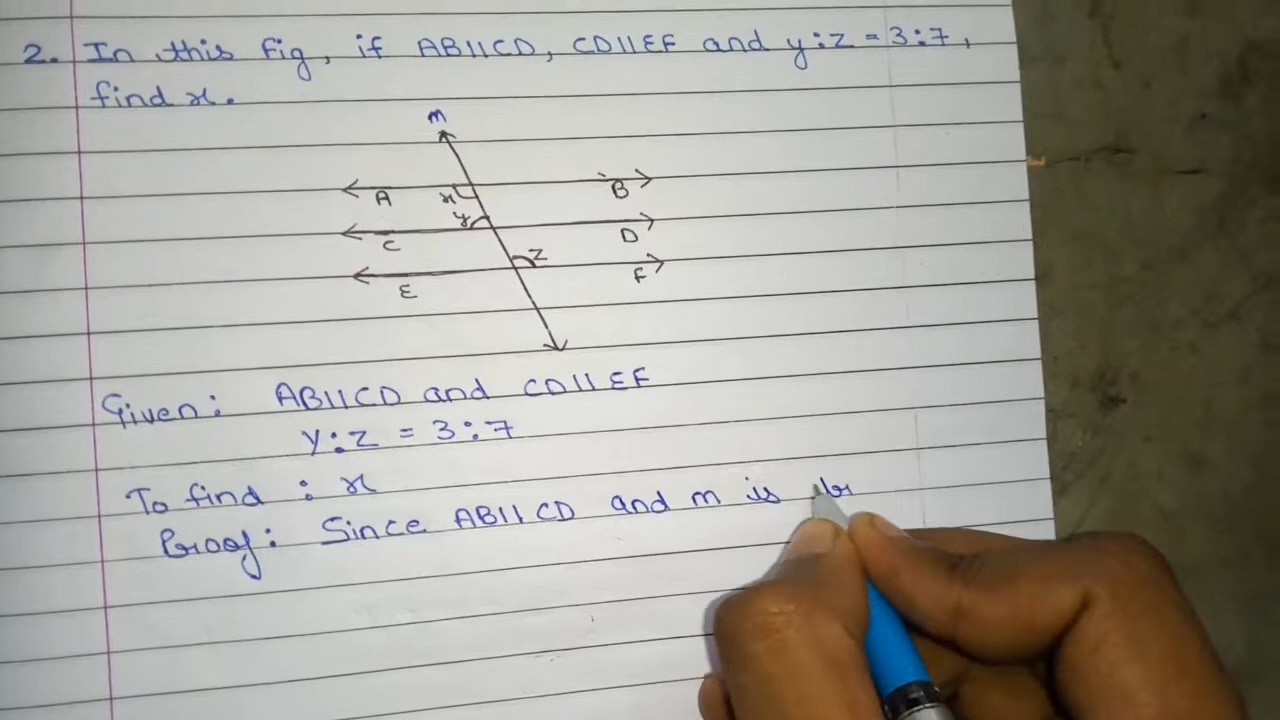 2. In this fig, if AB||CD, CD||EF and y:z = 3:7,
find x.
m
A
B
x
y
C
D
z
E
F
Given: AB||CD and CD||EF
y:z = 3:7
To find : x
Proof: Since AB||CD and m is